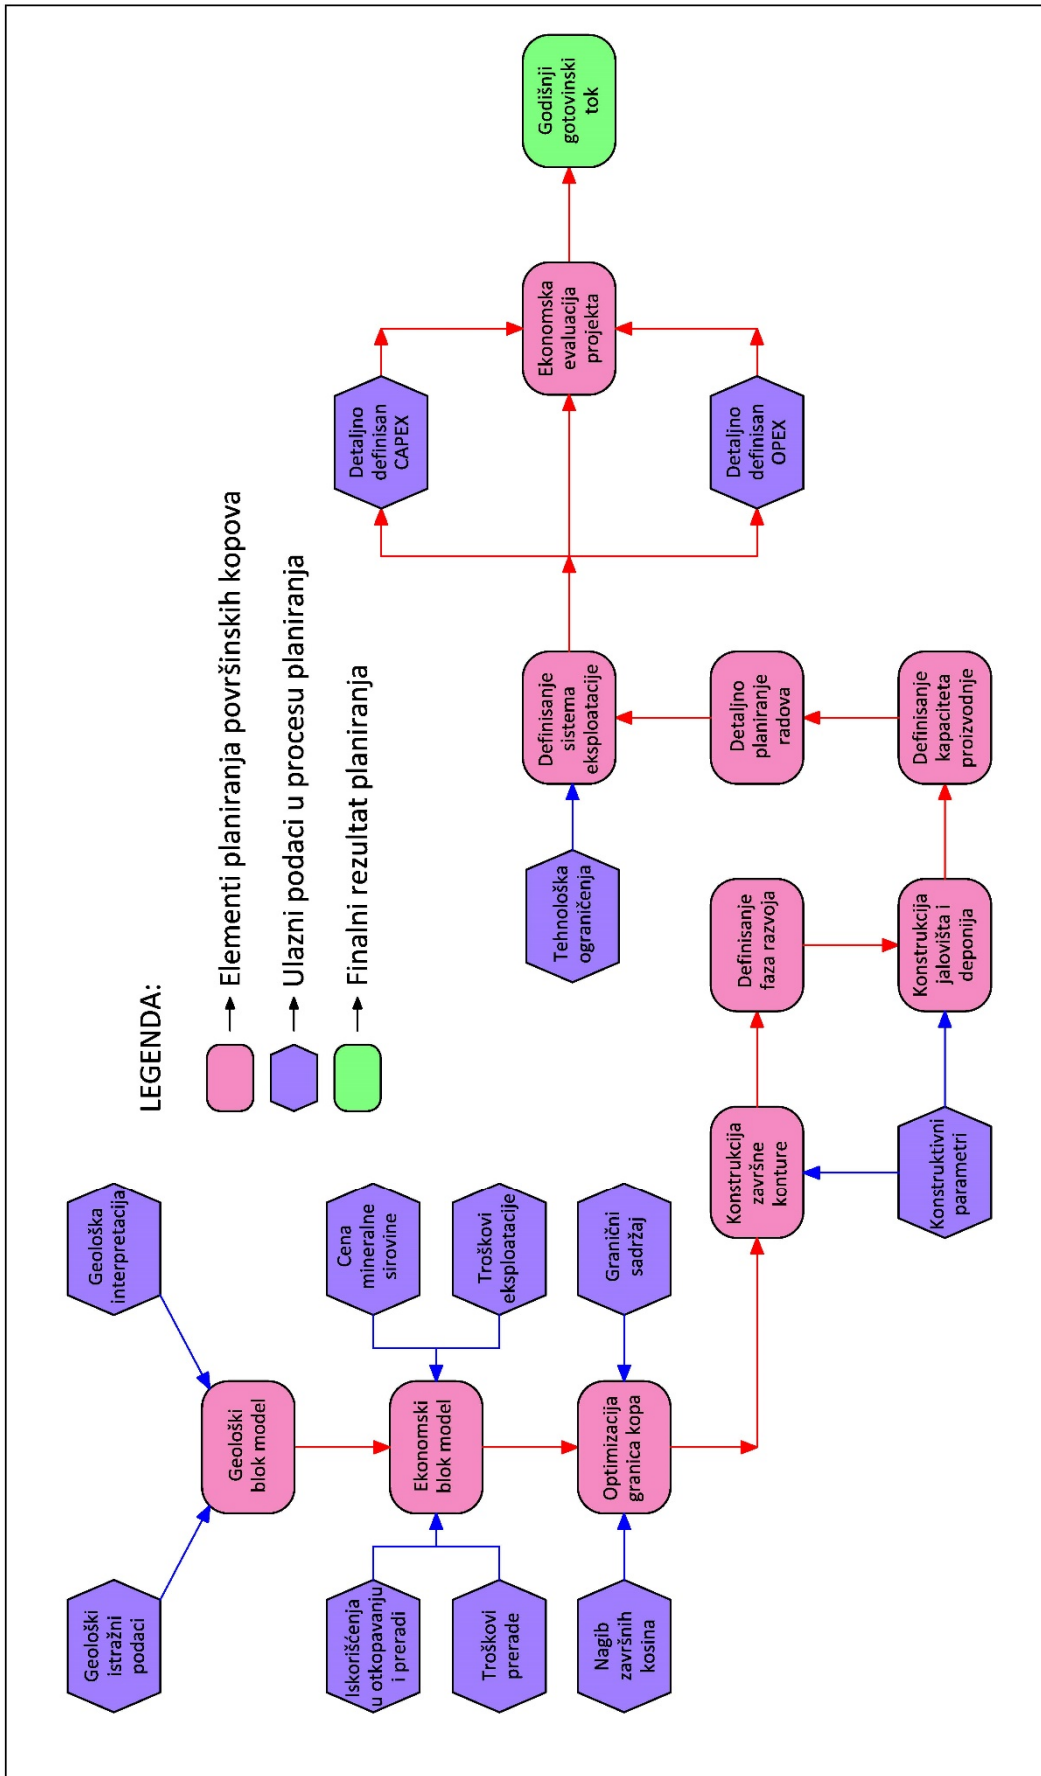 Geološki
istražni
podaci
Geološka
interpretacija
Geološki
blok model
Iskorišćenja
u otkopavanju
i preradi
Troškovi
prerade
Cena
mineralne
sirovine
Troškovi
eksploatacije
Ekonomski
blok model
Nagib
završnih
kosina
Granični
sadržaj
Optimizacija
granica kopa
LEGENDA:
Elementi planiranja površinskih kopova
Ulazni podaci u procesu planiranja
Finalni rezultat planiranja
Konstrukcija
završne
konture
Konstruktivni
parametri
Definisanje
faza razvoja
Konstrukcija
jalovišta i
deponija
Tehnološka
ograničenja
Definisanje
sistema
eksploatacije
Detaljno
planiranje
radova
Definisanje
kapaciteta
proizvodnje
Detaljno
definisan
CAPEX
Detaljno
definisan
OPEX
Ekonomska
evaluacija
projekta
Godišnji
gotovinski
tok